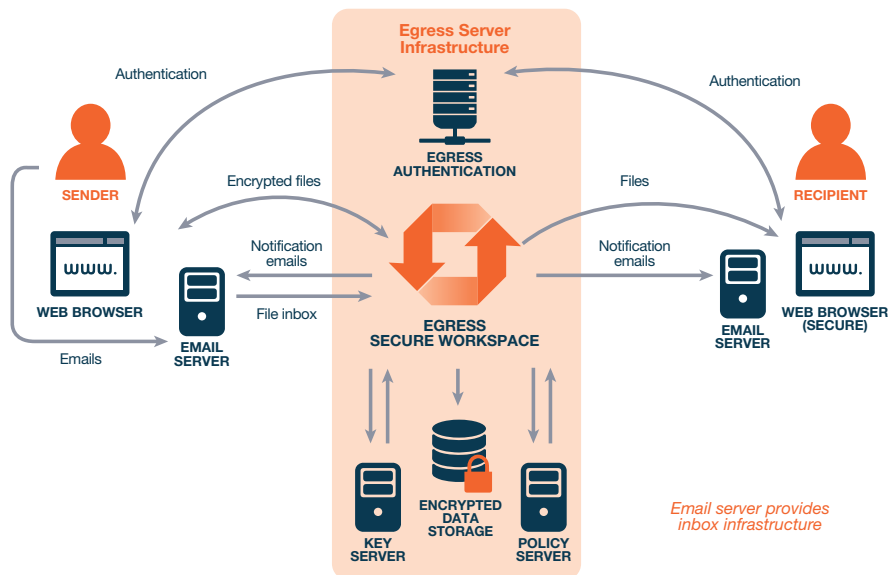 Egress Server
Infrastructure
Authentication
Authentication
EGRESS
AUTHENTICATION
SENDER
RECIPIENT
Encrypted files
Files
www.
WEB BROWSER
Notification
emails
Notification
emails
www.
WEB BROWSER
(SECURE)
File inbox
EMAIL
SERVER
EMAIL
SERVER
EGRESS
SECURE WORKSPACE
Emails
KEY
SERVER
ENCRYPTED
DATA
STORAGE
POLICY
SERVER
Email server provides
inbox infrastructure